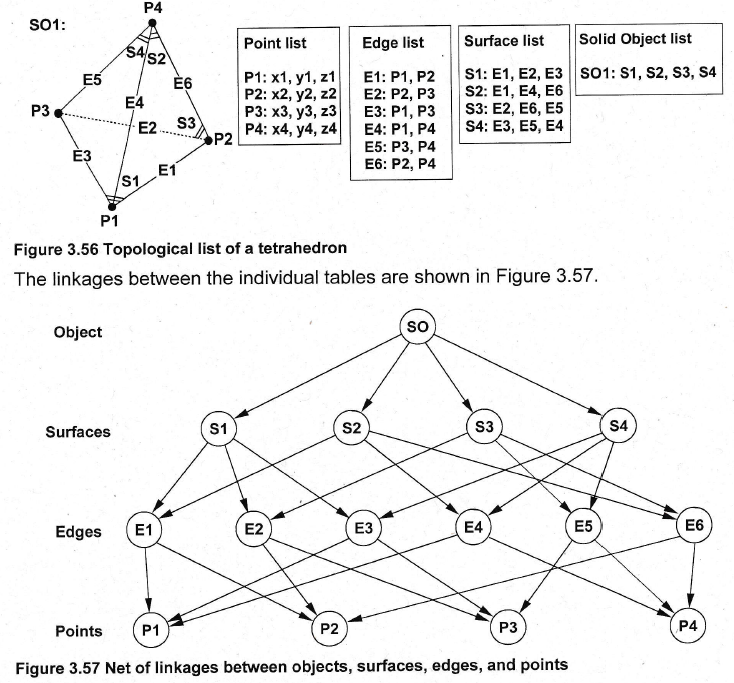 SO1:
P4
S4 S2
E5
E6
P3
E4
E2
S3
P2
E3
S1
E1
P1
Point list
P1: x1, y1, z1
P2: x2, y2, z2
P3: x3, y3, z3
P4: x4, y4, z4
Edge list
E1: P1, P2
E2: P2, P3
E3: P1, P3
E4: P1, P4
E5: P3, P4
E6: P2, P4
Surface list
S1: E1, E2, E3
S2: E1, E4, E6
S3: E2, E6, E5
S4: E3, E5, E4
Solid Object list
SO1: S1, S2, S3, S4
Figure 3.56 Topological list of a tetrahedron
The linkages between the individual tables are shown in Figure 3.57.
Object SO
Surfaces S1 S2 S3 S4
Edges E1 E2 E3 E4 E5 E6
Points P1 P2 P3 P4
Figure 3.57 Net of linkages between objects, surfaces, edges, and points